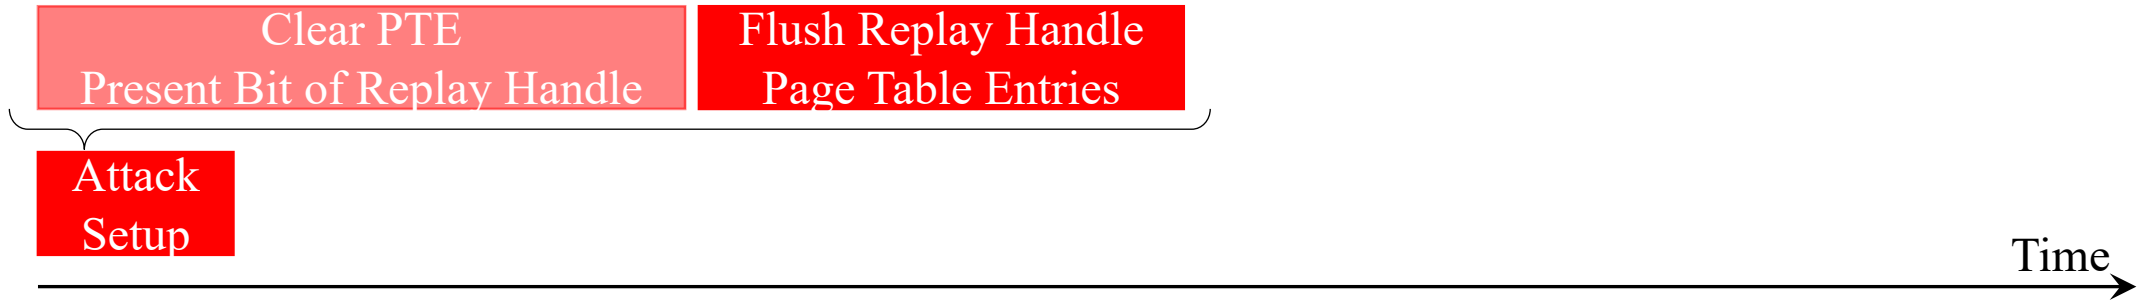 Clear PTE
Present Bit of Replay Handle
Flush Replay Handle
Page Table Entries
Attack
Setup
Time